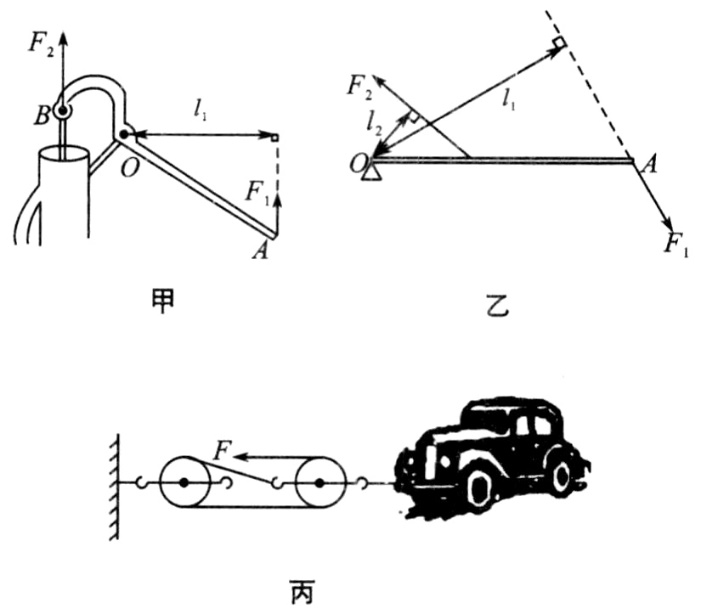 F₂
B
l₁
O
F₁
A
甲
F₂
l₂
l₁
O
A
F₁
乙
F
丙